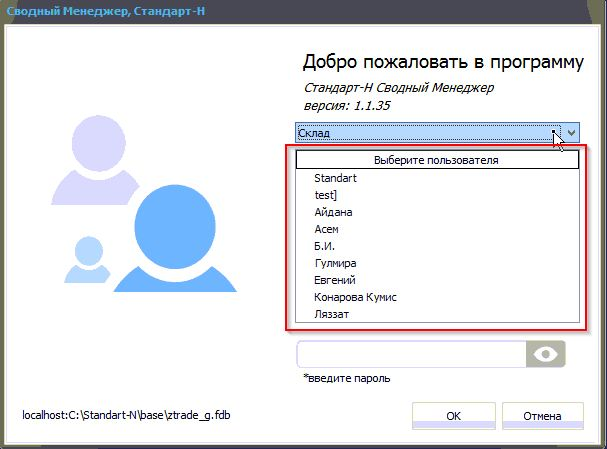 Сводный Менеджер, Стандарт-Н
Добро пожаловать в программу
Стандарт-Н Сводный Менеджер
версия: 1.1.35
Склад
Выберите пользователя
Standart
test]
Айдана
Асем
Б.И.
Гулмира
Евгений
Конарова Кумис
Ляззат
*введите пароль
localhost:C:\Standart-N\base\ztrade_g.fdb
OK
Отмена